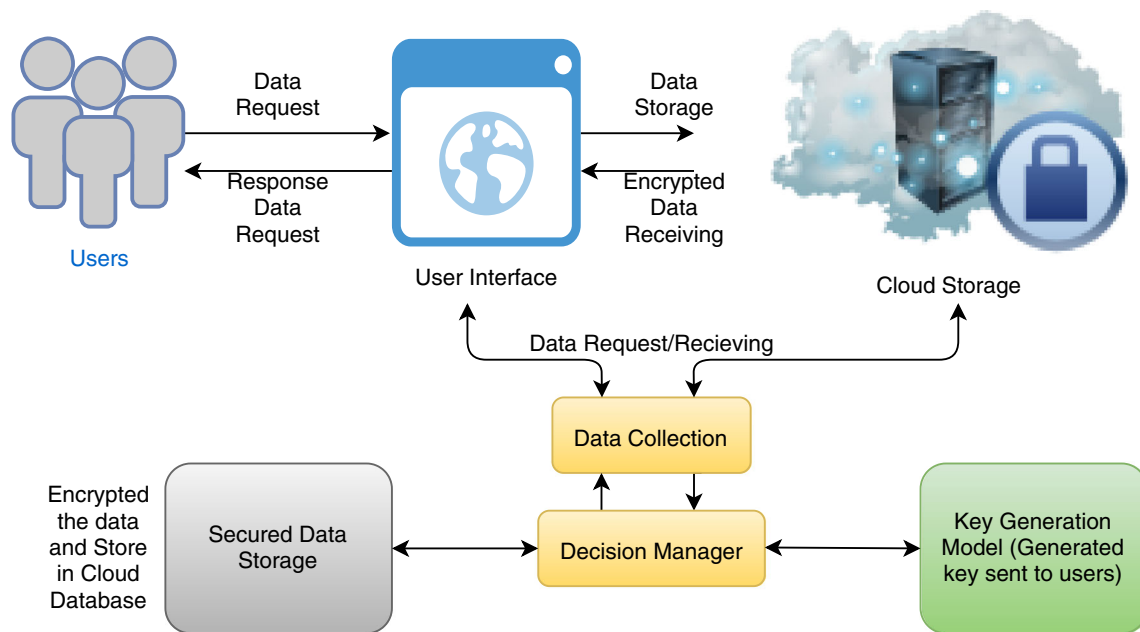 Data
Request
Data
Storage
Response
Data
Request
Encrypted
Data
Receiving
Users
User Interface
Cloud Storage
Data Request/Recieving
Data Collection
Encrypted
the data
and Store
in Cloud
Database
Secured Data
Storage
Decision Manager
Key Generation
Model (Generated
key sent to users)